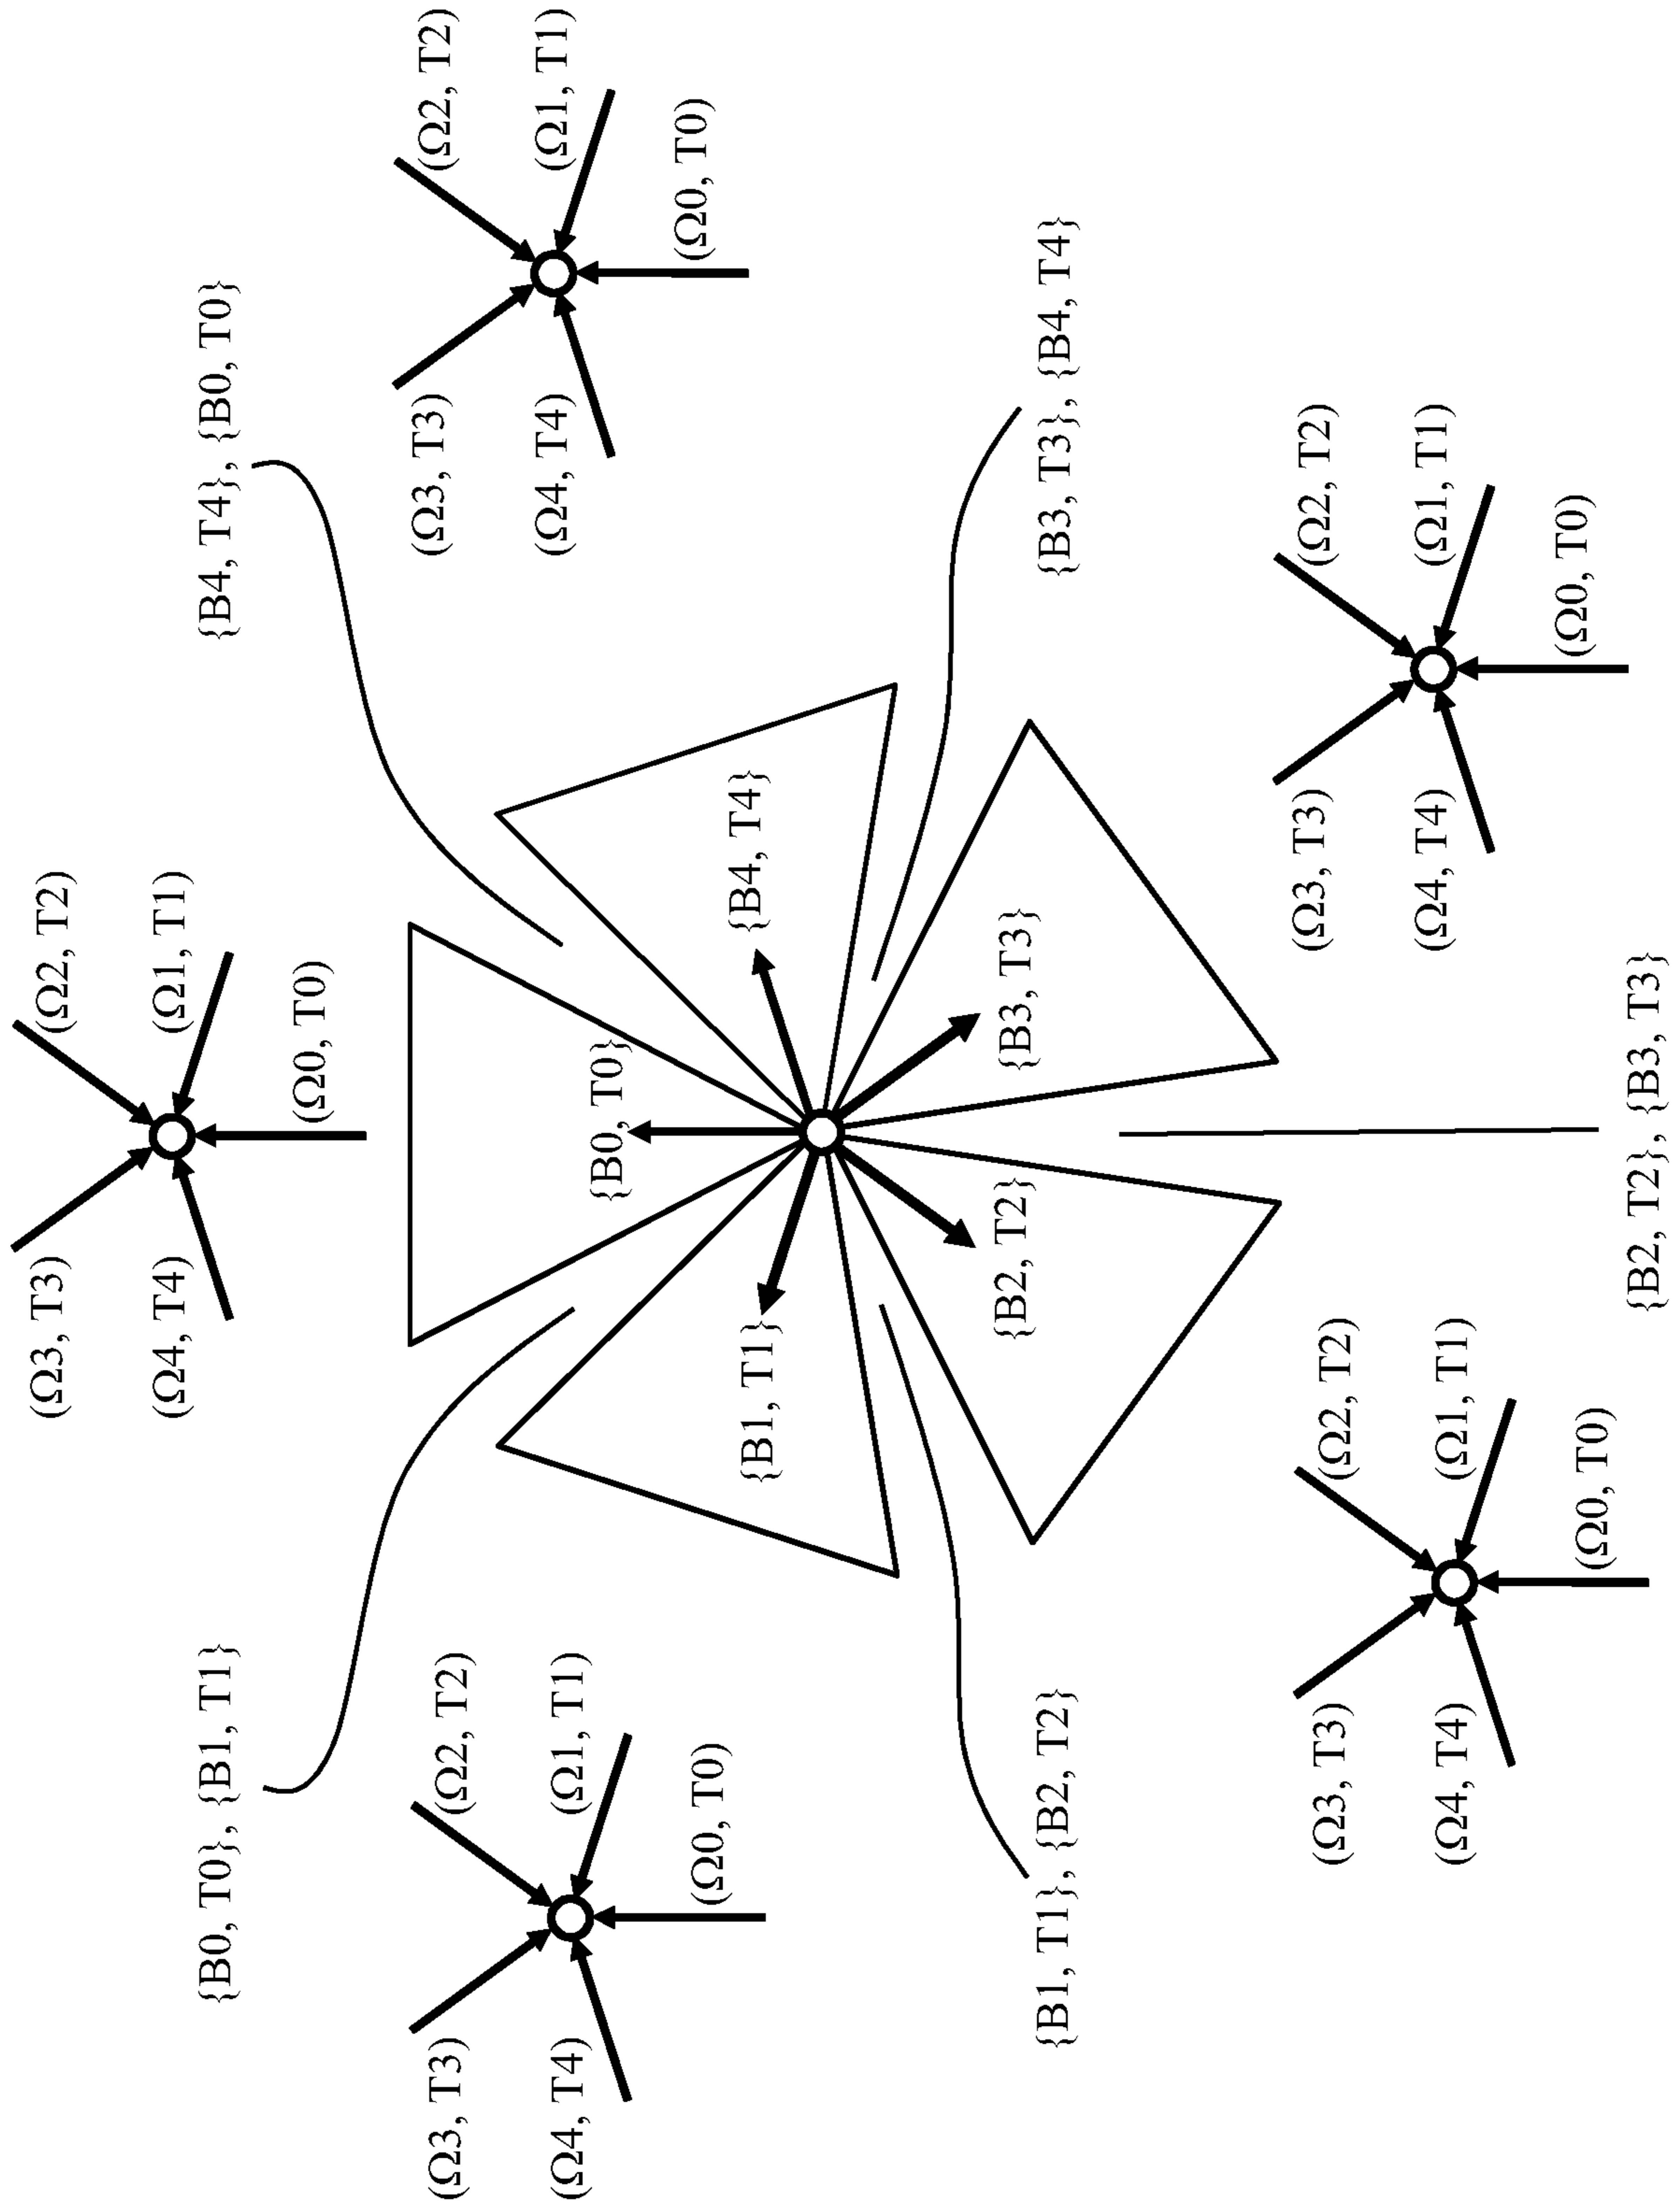 (Ω3, T3)
(Ω2, T2)
(Ω4, T4)
(Ω1, T1)
(Ω0, T0)
{B0, T0}, {B1, T1}
{B4, T4}, {B0, T0}
(Ω3, T3)
(Ω2, T2)
(Ω4, T4)
(Ω1, T1)
(Ω0, T0)
(Ω3, T3)
(Ω2, T2)
(Ω4, T4)
(Ω1, T1)
(Ω0, T0)
{B0, T0}
{B1, T1}
{B4, T4}
{B2, T2}
{B3, T3}
{B1, T1}, {B2, T2}
{B3, T3}, {B4, T4}
(Ω3, T3)
(Ω2, T2)
(Ω4, T4)
(Ω1, T1)
(Ω0, T0)
(Ω3, T3)
(Ω2, T2)
(Ω4, T4)
(Ω1, T1)
(Ω0, T0)
{B2, T2}, {B3, T3}